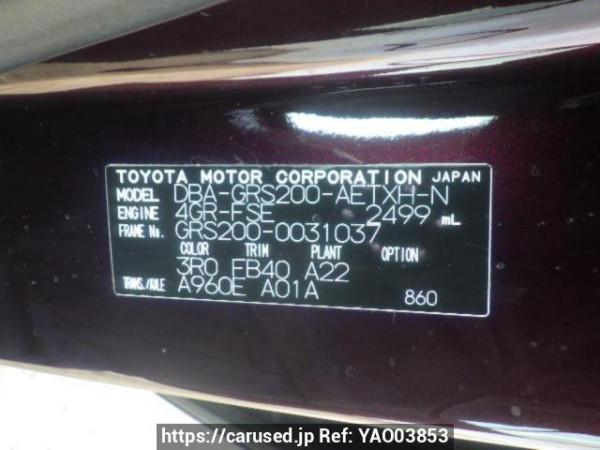 TOYOTA MOTOR CORPORATION JAPAN
MODEL DBA-GRS200-AETXH-N
ENGINE 4GR-FSE 2499 mL
FRAME No. GRS200-0031037
COLOR TRIM PLANT OPTION
3R0 FB40 A22
TRANS./AXLE A960E A01A
860
https://carused.jp Ref: YA003853